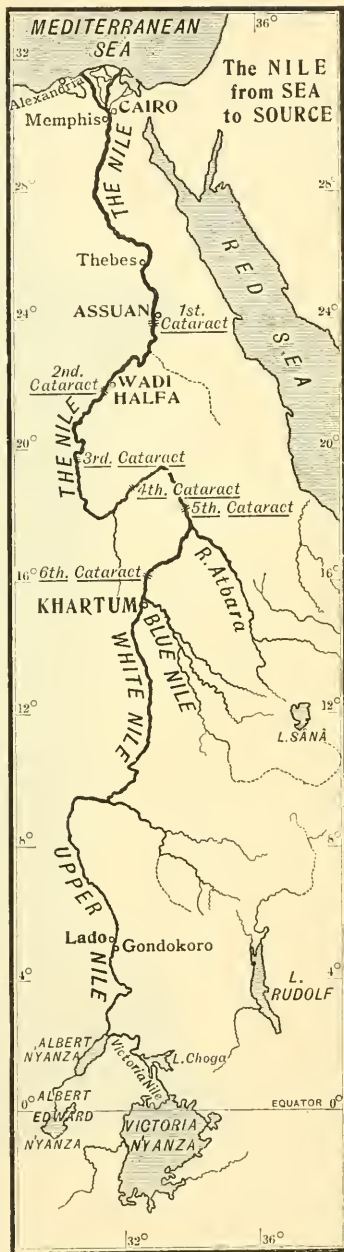 MEDITERRANEAN
SEA
36°
32
The NILE
from SEA
to SOURCE
Alexandria
CAIRO
Memphis
THE NILE
28°
28°
RED SEA
Thebes
24°
24°
ASSUAN
1st.
Cataract
2nd.
Cataract
WADI
HALFA
20°
20°
THE NILE
3rd. Cataract
4th. Cataract
5th. Cataract
16°
16°
6th. Cataract
R. Atbara
KHARTUM
BLUE NILE
WHITE NILE
12°
12°
L. SÂNÂ
8°
8°
UPPER NILE
Lado
Gondokoro
4°
4°
L.
RUDOLF
ALBERT
NYANZA
Victoria Nile
L. Choga
0°
EQUATOR
0°
ALBERT
EDWARD
NYANZA
VICTORIA
NYANZA
32°
36°